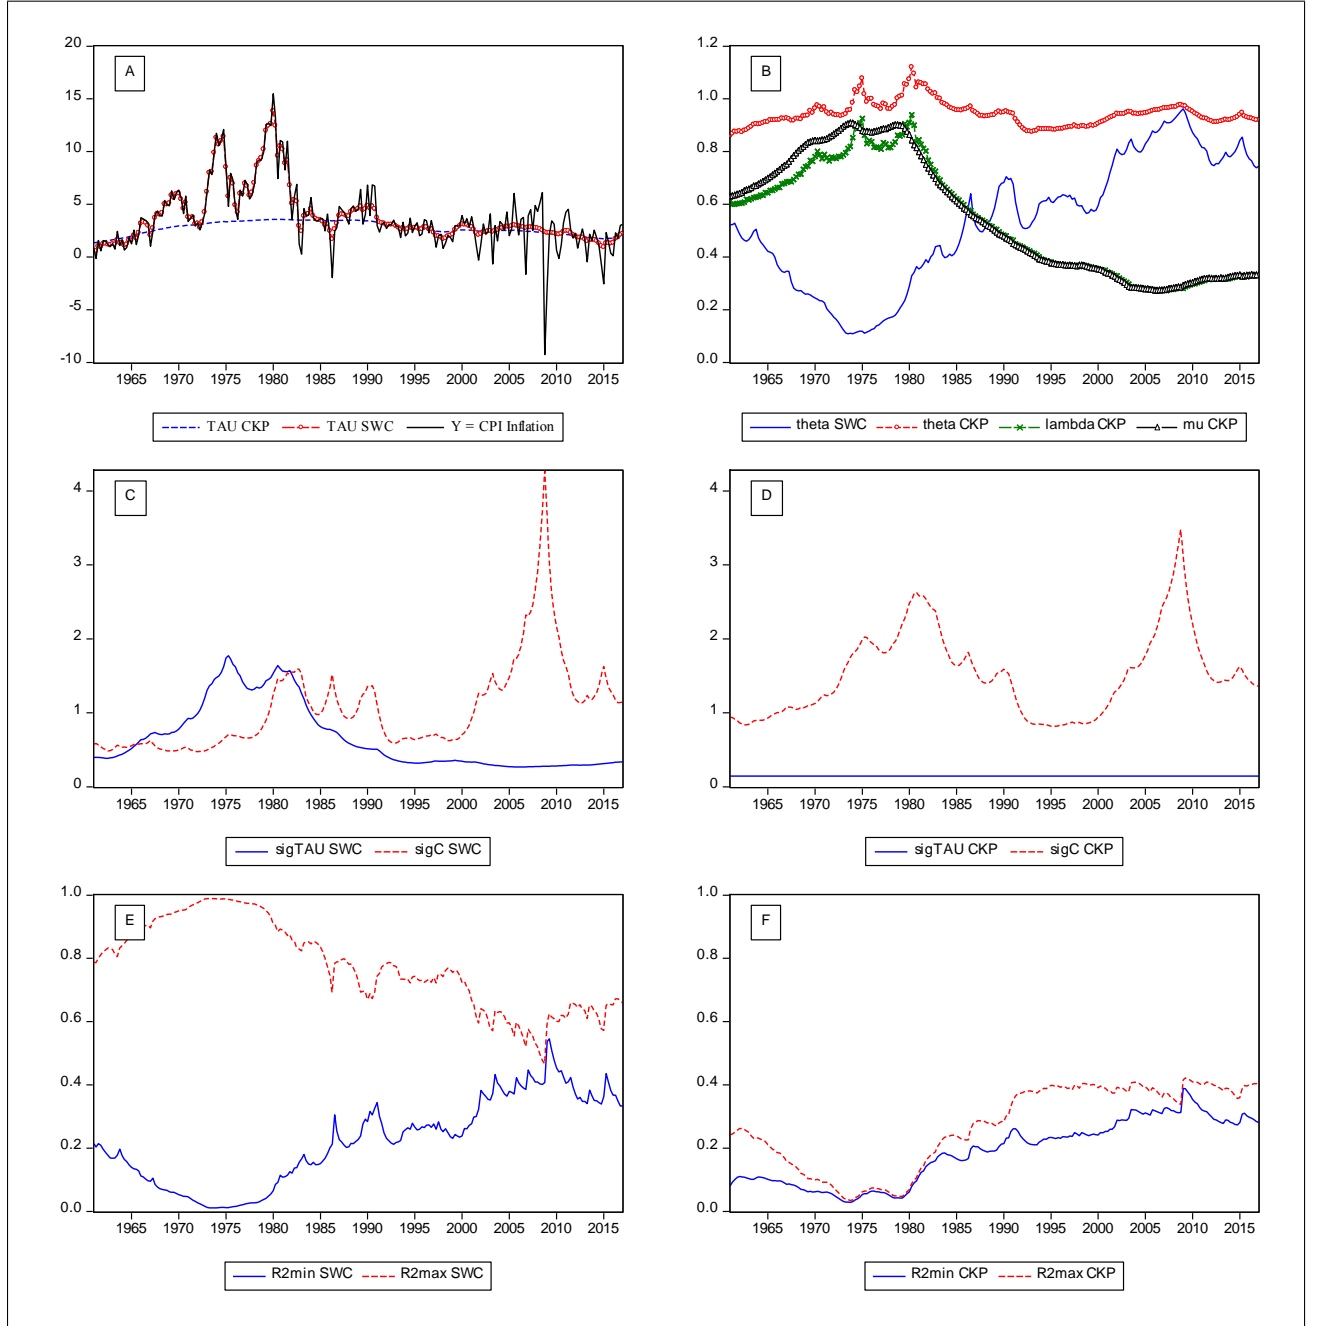 A
20
15
10
5
0
-5
-10
1965 1970 1975 1980 1985 1990 1995 2000 2005 2010 2015
TAU CKP TAU SWC Y = CPI Inflation
B
1.2
1.0
0.8
0.6
0.4
0.2
0.0
1965 1970 1975 1980 1985 1990 1995 2000 2005 2010 2015
theta SWC theta CKP lambda CKP mu CKP
C
4
3
2
1
0
1965 1970 1975 1980 1985 1990 1995 2000 2005 2010 2015
sigTAU SWC sigC SWC
D
4
3
2
1
0
1965 1970 1975 1980 1985 1990 1995 2000 2005 2010 2015
sigTAU CKP sigC CKP
E
1.0
0.8
0.6
0.4
0.2
0.0
1965 1970 1975 1980 1985 1990 1995 2000 2005 2010 2015
R2min SWC R2max SWC
F
1.0
0.8
0.6
0.4
0.2
0.0
1965 1970 1975 1980 1985 1990 1995 2000 2005 2010 2015
R2min CKP R2max CKP